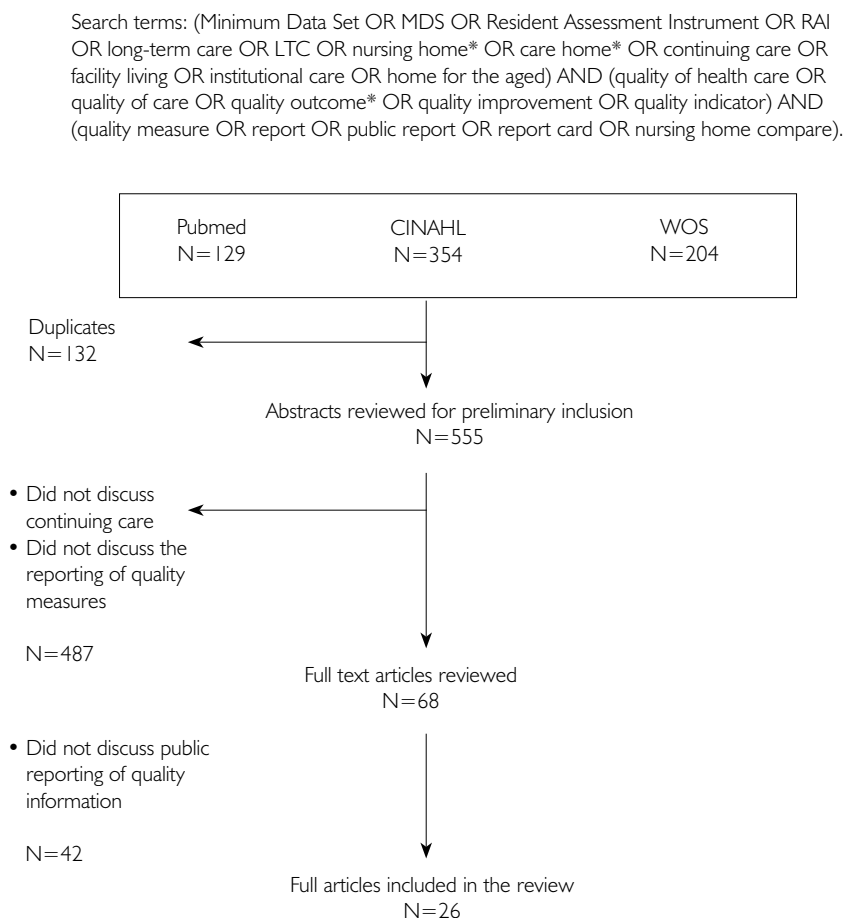 Search terms: (Minimum Data Set OR MDS OR Resident Assessment Instrument OR RAI
OR long-term care OR LTC OR nursing home* OR care home* OR continuing care OR
facility living OR institutional care OR home for the aged) AND (quality of health care OR
quality of care OR quality outcome* OR quality improvement OR quality indicator) AND
(quality measure OR report OR public report OR report card OR nursing home compare).
Pubmed CINAHL WOS
N=129 N=354 N=204
Duplicates
N=132
Abstracts reviewed for preliminary inclusion
N=555
• Did not discuss
continuing care
• Did not discuss the
reporting of quality
measures
N=487
Full text articles reviewed
N=68
• Did not discuss public
reporting of quality
information
N=42
Full articles included in the review
N=26